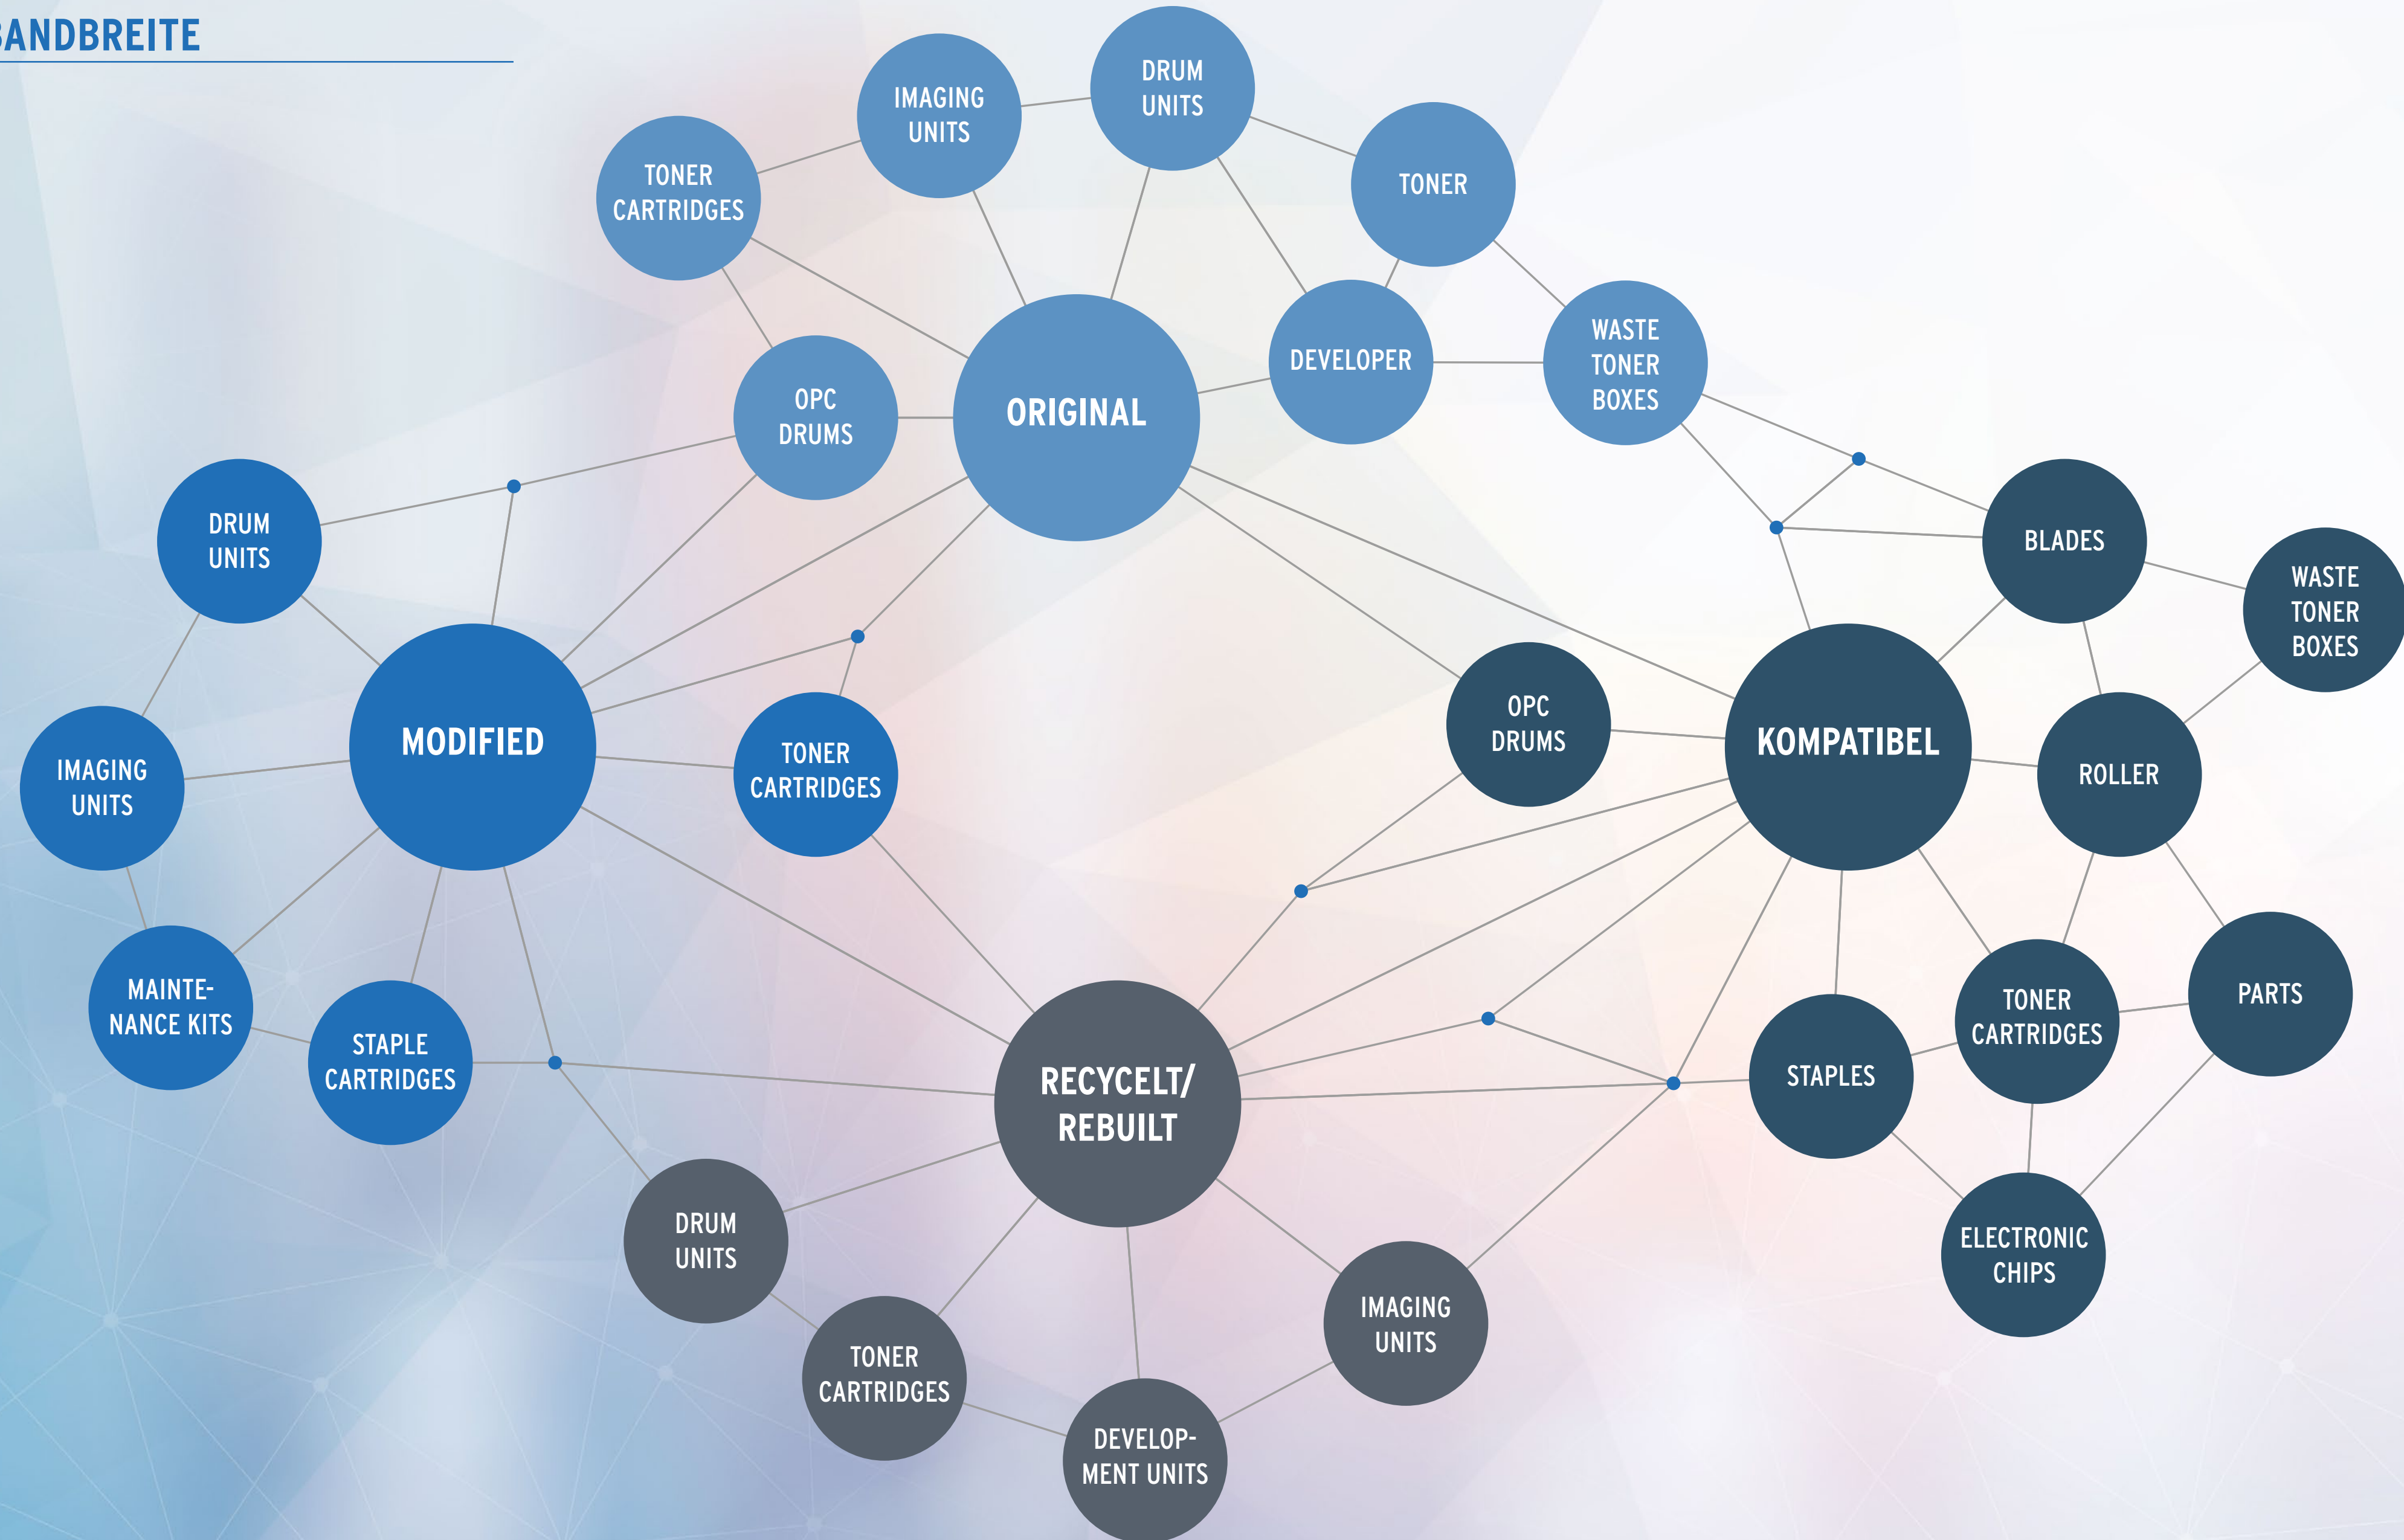 BANDBREITE
DRUM
UNITS
IMAGING
UNITS
TONER
CARTRIDGES
TONER
OPC
DRUMS
ORIGINAL
DEVELOPER
WASTE
TONER
BOXES
DRUM
UNITS
MODIFIED
IMAGING
UNITS
TONER
CARTRIDGES
MAINTE-
NANCE KITS
STAPLE
CARTRIDGES
OPC
DRUMS
KOMPATIBEL
BLADES
WASTE
TONER
BOXES
ROLLER
STAPLES
TONER
CARTRIDGES
PARTS
ELECTRONIC
CHIPS
RECYCELT/
REBUILT
DRUM
UNITS
TONER
CARTRIDGES
DEVELOP-
MENT UNITS
IMAGING
UNITS